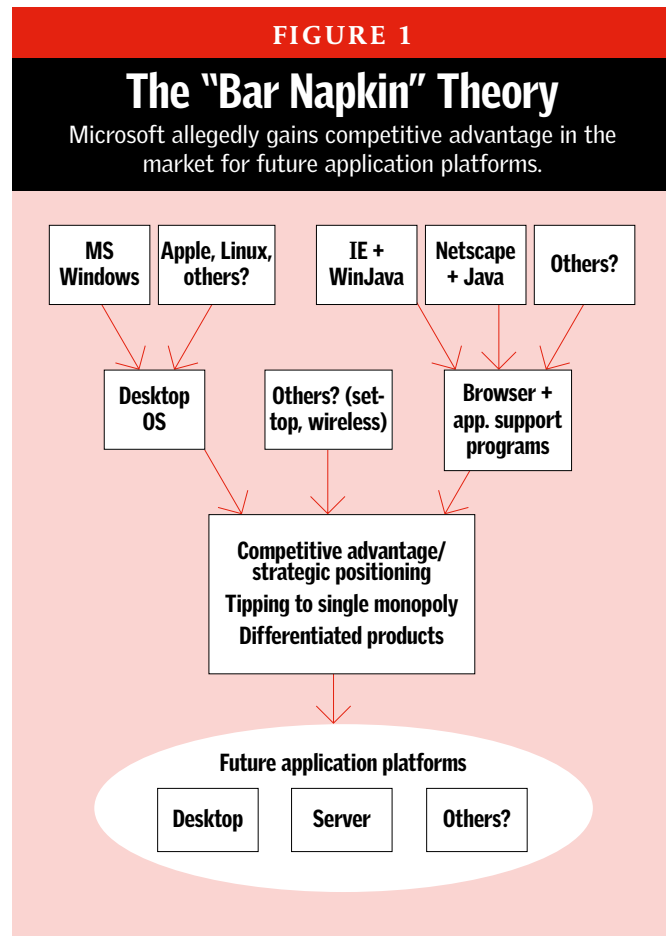 FIGURE 1
The “Bar Napkin” Theory
Microsoft allegedly gains competitive advantage in the
market for future application platforms.
MS
Windows
Apple, Linux,
others?
IE +
WinJava
Netscape
+ Java
Others?
Desktop
OS
Others? (set-
top, wireless)
Browser +
app. support
programs
Competitive advantage/
strategic positioning
Tipping to single monopoly
Differentiated products
Future application platforms
Desktop
Server
Others?